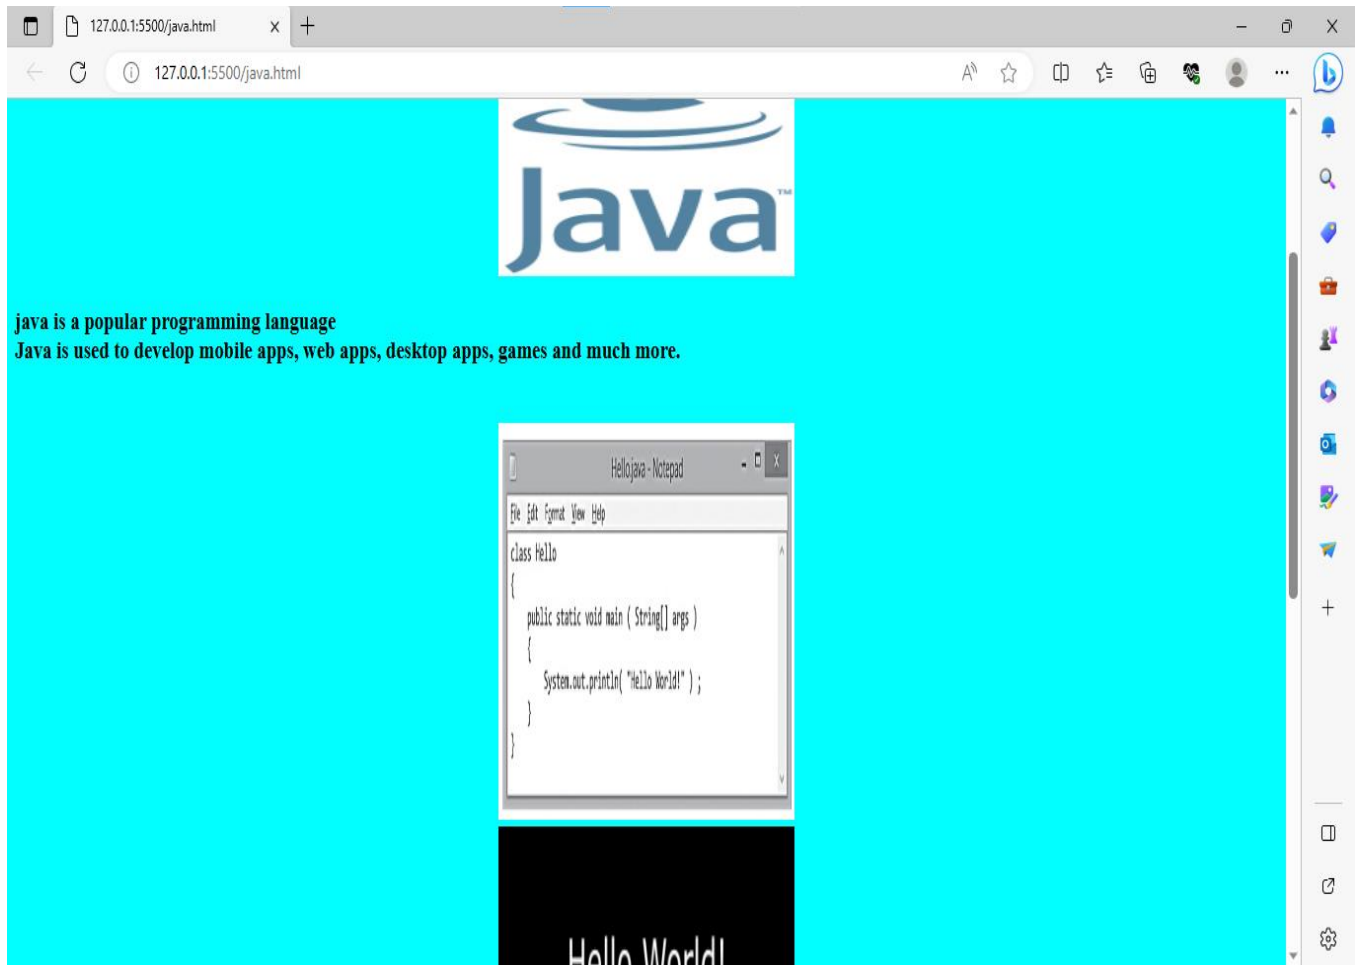 127.0.0.1:5500/java.html
127.0.0.1:5500/java.html
Java™
java is a popular programming language
Java is used to develop mobile apps, web apps, desktop apps, games and much more.
Hello.java - Notepad
File Edit Format View Help
class Hello
{
public static void main ( String[] args )
{
System.out.println( "Hello World!" ) ;
}
}
Hello World!